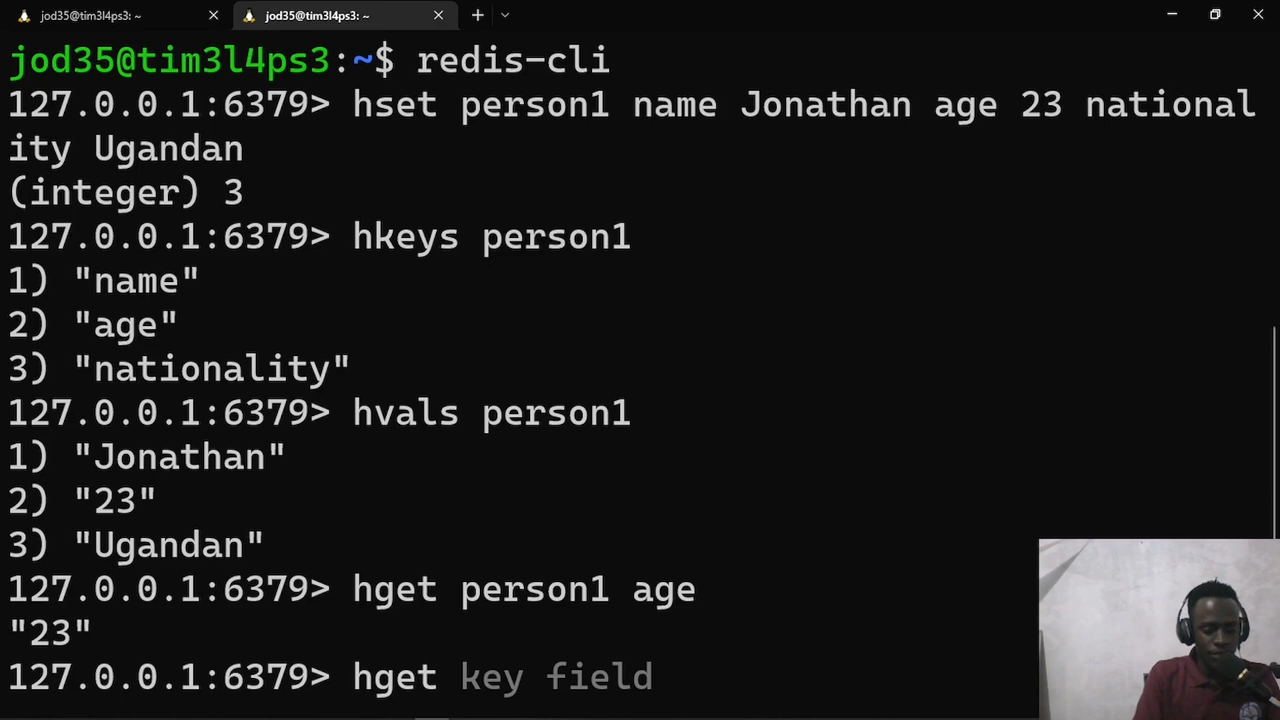 jod35@tim3l4ps3: ~ jod35@tim3l4ps3: ~
jod35@tim3l4ps3:~$ redis-cli
127.0.0.1:6379> hset person1 name Jonathan age 23 national
ity Ugandan
(integer) 3
127.0.0.1:6379> hkeys person1
1) "name"
2) "age"
3) "nationality"
127.0.0.1:6379> hvals person1
1) "Jonathan"
2) "23"
3) "Ugandan"
127.0.0.1:6379> hget person1 age
"23"
127.0.0.1:6379> hget key field